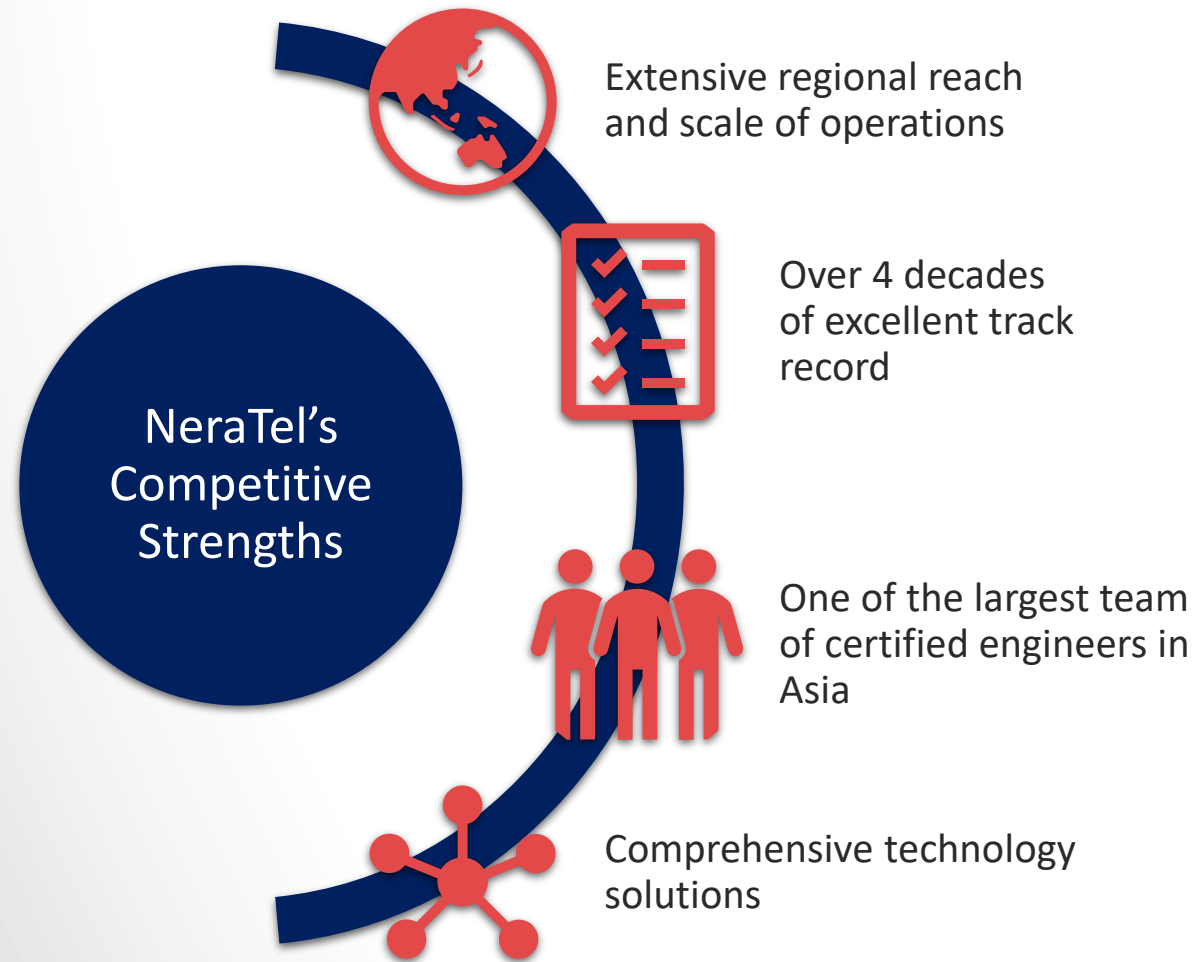 NeraTel’s
Competitive
Strengths
Extensive regional reach
and scale of operations
Over 4 decades
of excellent track
record
One of the largest team
of certified engineers in
Asia
Comprehensive technology
solutions